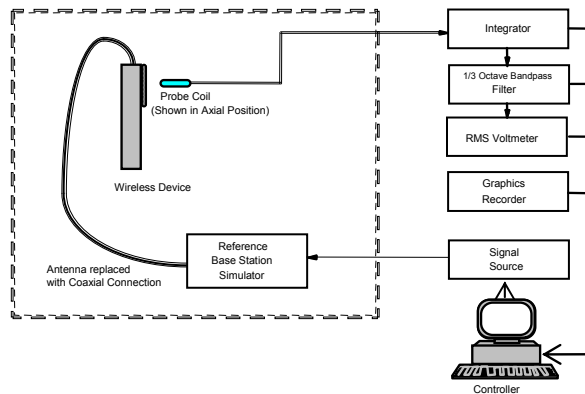 Integrator
1/3 Octave Bandpass
Filter
RMS Voltmeter
Graphics
Recorder
Probe Coil
(Shown in Axial Position)
Wireless Device
Reference
Base Station
Simulator
Antenna replaced
with Coaxial Connection
Signal
Source
Controller